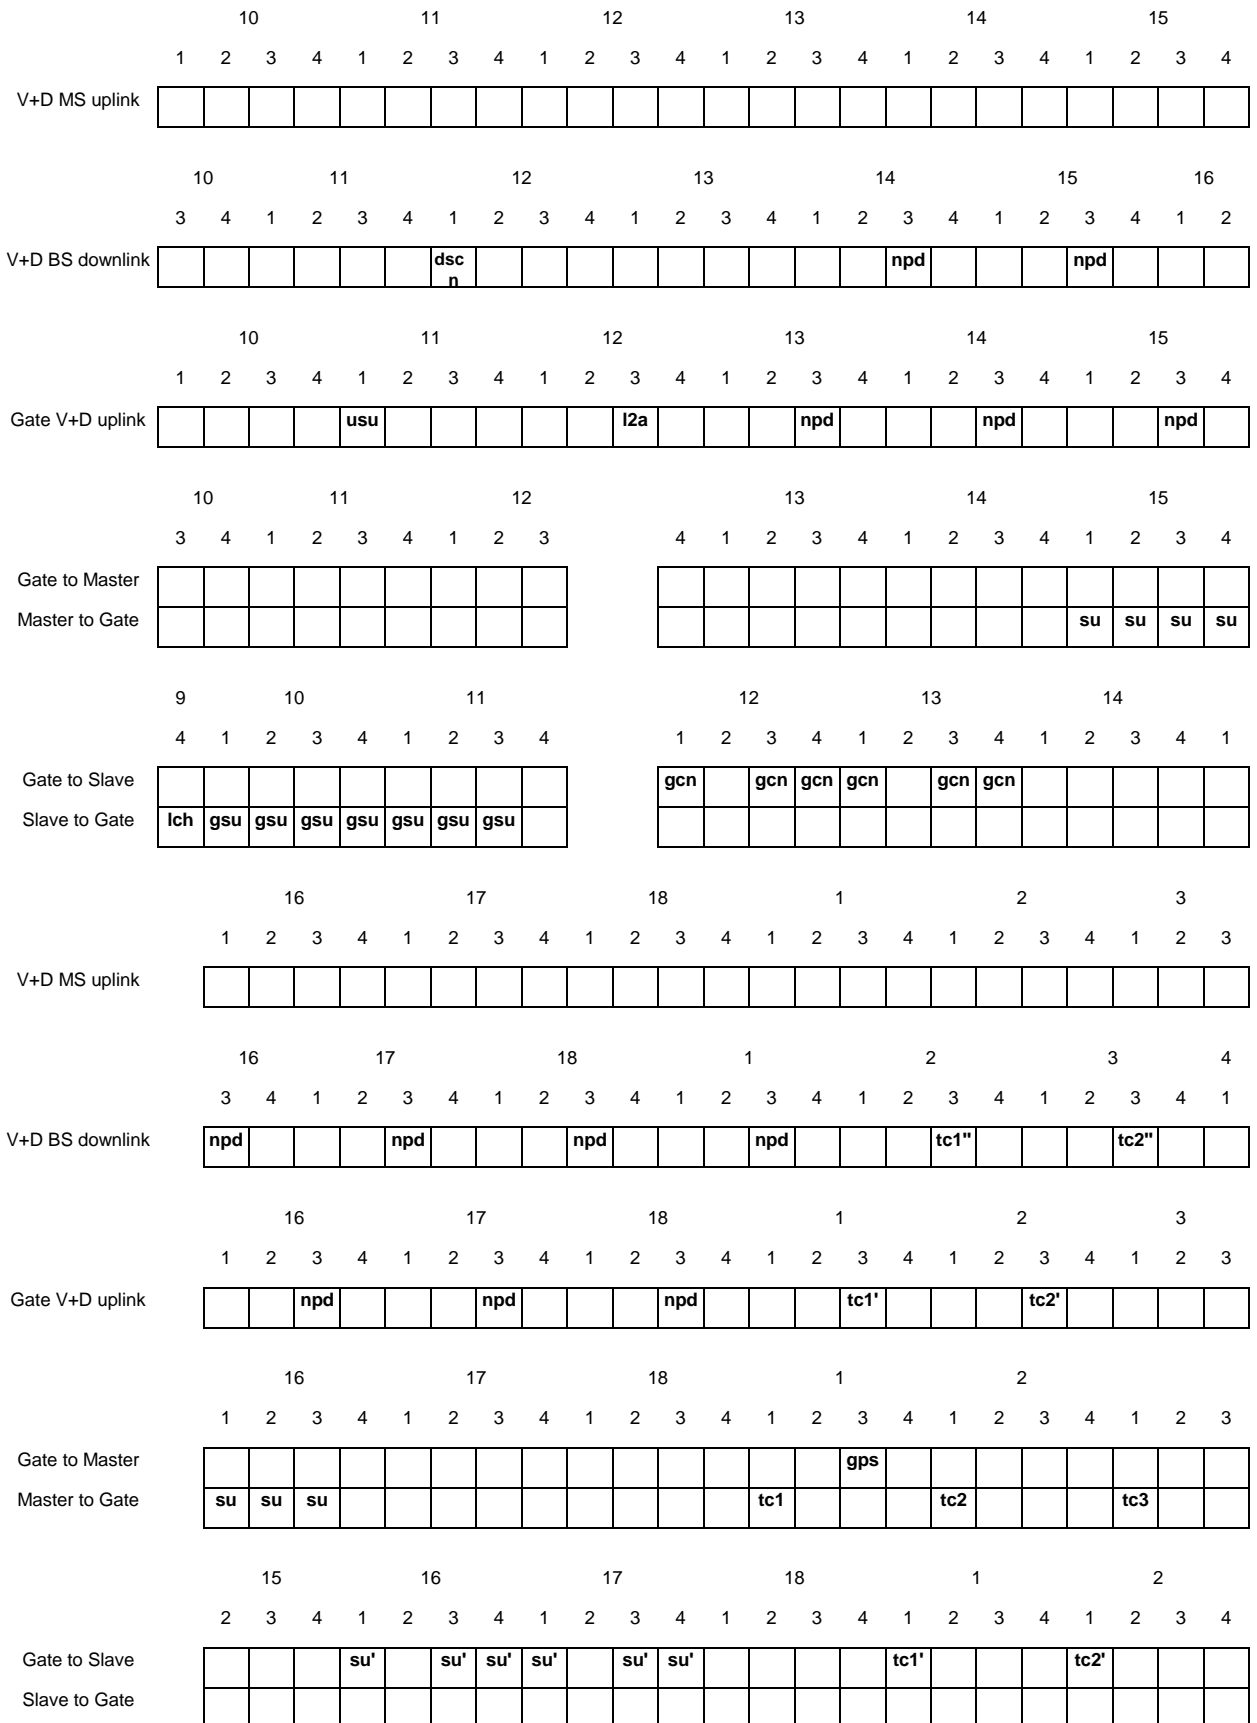 10 11 12 13 14 15
1 2 3 4 1 2 3 4 1 2 3 4 1 2 3 4 1 2 3 4 1 2 3 4
V+D MS uplink
10 11 12 13 14 15 16
3 4 1 2 3 4 1 2 3 4 1 2 3 4 1 2 3 4 1 2 3 4 1 2
V+D BS downlink dsc npd npd
n
10 11 12 13 14 15
1 2 3 4 1 2 3 4 1 2 3 4 1 2 3 4 1 2 3 4 1 2 3 4
Gate V+D uplink usu l2a npd npd npd
10 11 12 13 14 15
3 4 1 2 3 4 1 2 3 4 1 2 3 4 1 2 3 4 1 2 3 4
Gate to Master
Master to Gate su su su su
9 10 11 12 13 14
4 1 2 3 4 1 2 3 4 1 2 3 4 1 2 3 4 1 2 3 4 1
Gate to Slave gcn gcn gcn gcn gcn gcn
Slave to Gate lch gsu gsu gsu gsu gsu gsu gsu
16 17 18 1 2 3
1 2 3 4 1 2 3 4 1 2 3 4 1 2 3 4 1 2 3 4 1 2 3
V+D MS uplink
16 17 18 1 2 3 4
3 4 1 2 3 4 1 2 3 4 1 2 3 4 1 2 3 4 1 2 3 4 1
V+D BS downlink npd npd npd npd tc1" tc2"
16 17 18 1 2 3
1 2 3 4 1 2 3 4 1 2 3 4 1 2 3 4 1 2 3 4 1 2 3
Gate V+D uplink npd npd npd tc1' tc2'
16 17 18 1 2
1 2 3 4 1 2 3 4 1 2 3 4 1 2 3 4 1 2 3 4 1 2 3
Gate to Master gps
Master to Gate su su su tc1 tc2 tc3
15 16 17 18 1 2
2 3 4 1 2 3 4 1 2 3 4 1 2 3 4 1 2 3 4 1 2 3 4
Gate to Slave su' su' su' su' su' su' tc1' tc2'
Slave to Gate